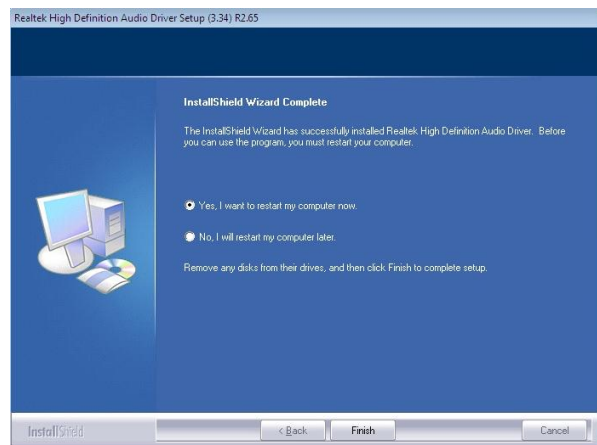 Realtek High Definition Audio Driver Setup (3.34) R2.65
InstallShield Wizard Complete
The InstallShield Wizard has successfully installed Realtek High Definition Audio Driver. Before
you can use the program, you must restart your computer.
Yes, I want to restart my computer now.
No, I will restart my computer later.
Remove any disks from their drives, and then click Finish to complete setup.
InstallShield
< Back
Finish
Cancel